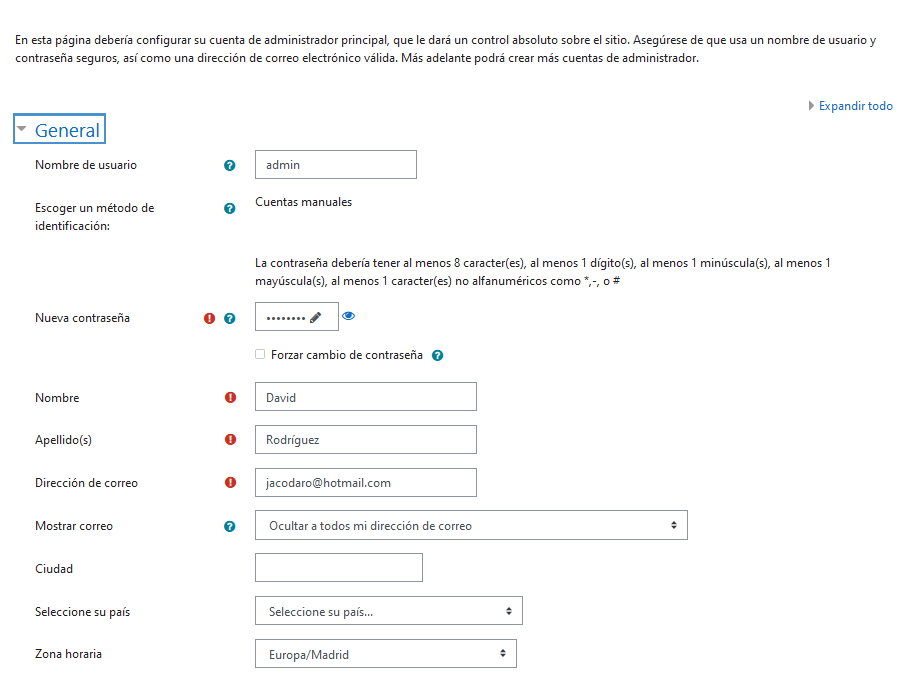 En esta página debería configurar su cuenta de administrador principal, que le dará un control absoluto sobre el sitio. Asegúrese de que usa un nombre de usuario y
contraseña seguros, así como una dirección de correo electrónico válida. Más adelante podrá crear más cuentas de administrador.
Expandir todo
General
Nombre de usuario
admin
Escoger un método de
identificación:
Cuentas manuales
La contraseña debería tener al menos 8 caracter(es), al menos 1 dígito(s), al menos 1 minúscula(s), al menos 1
mayúscula(s), al menos 1 caracter(es) no alfanuméricos como *,-, o #
Nueva contraseña
••••••••
Forzar cambio de contraseña
Nombre
David
Apellido(s)
Rodríguez
Dirección de correo
jacodaro@hotmail.com
Mostrar correo
Ocultar a todos mi dirección de correo
Ciudad
Seleccione su país
Seleccione su país...
Zona horaria
Europa/Madrid